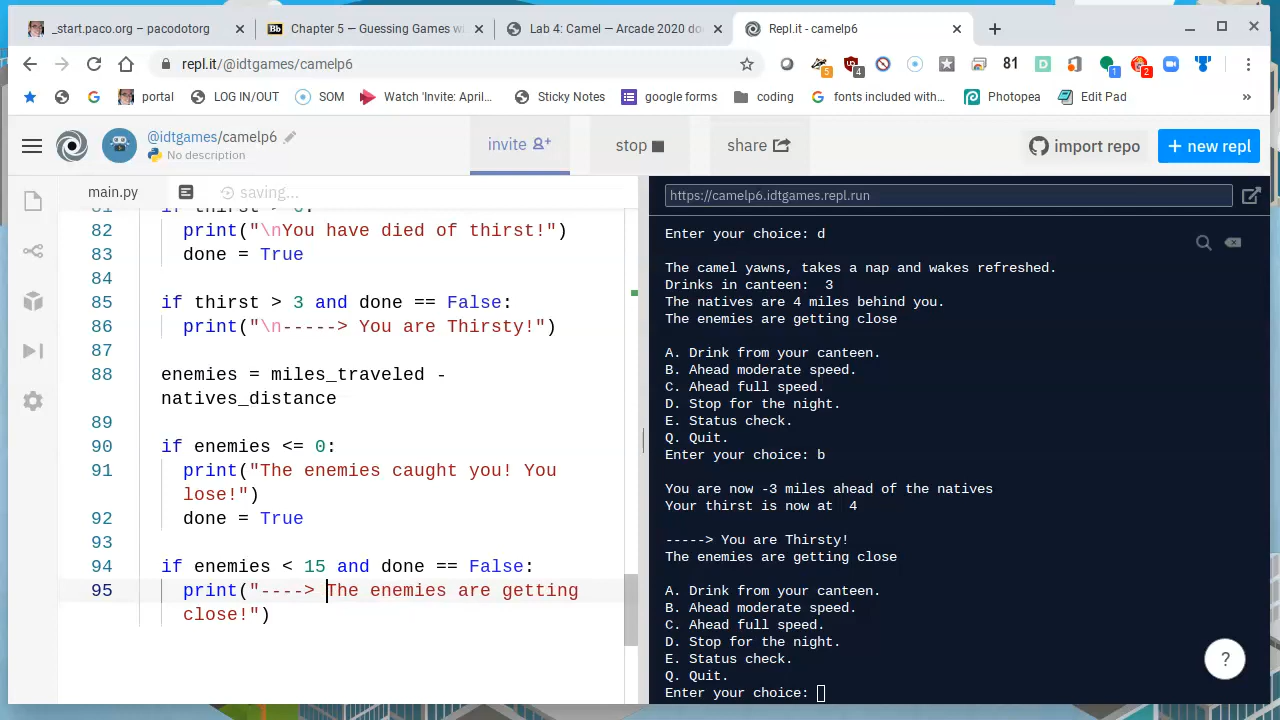 _start.paco.org – pacodotorg
Chapter 5 — Guessing Games wi
Lab 4: Camel — Arcade 2020 do
Repl.it - camelp6
repl.it/@idtgames/camelp6
5
4
81
1
2
portal
LOG IN/OUT
SOM
Watch 'Invite: April...
Sticky Notes
google forms
coding
fonts included with...
Photopea
Edit Pad
»
@idtgames/camelp6
No description
invite
stop
share
import repo
+ new repl
main.py
saving...
https://camelp6.idtgames.repl.run
81 if thirst > 6:
82 print("\nYou have died of thirst!")
83 done = True
84
85 if thirst > 3 and done == False:
86 print("\n-----> You are Thirsty!")
87
88 enemies = miles_traveled -
natives_distance
89
90 if enemies <= 0:
91 print("The enemies caught you! You
lose!")
92 done = True
93
94 if enemies < 15 and done == False:
95 print("----> The enemies are getting
close!")
Enter your choice: d
The camel yawns, takes a nap and wakes refreshed.
Drinks in canteen:  3
The natives are 4 miles behind you.
The enemies are getting close
A. Drink from your canteen.
B. Ahead moderate speed.
C. Ahead full speed.
D. Stop for the night.
E. Status check.
Q. Quit.
Enter your choice: b
You are now -3 miles ahead of the natives
Your thirst is now at  4
-----> You are Thirsty!
The enemies are getting close
A. Drink from your canteen.
B. Ahead moderate speed.
C. Ahead full speed.
D. Stop for the night.
E. Status check.
Q. Quit.
Enter your choice:
?